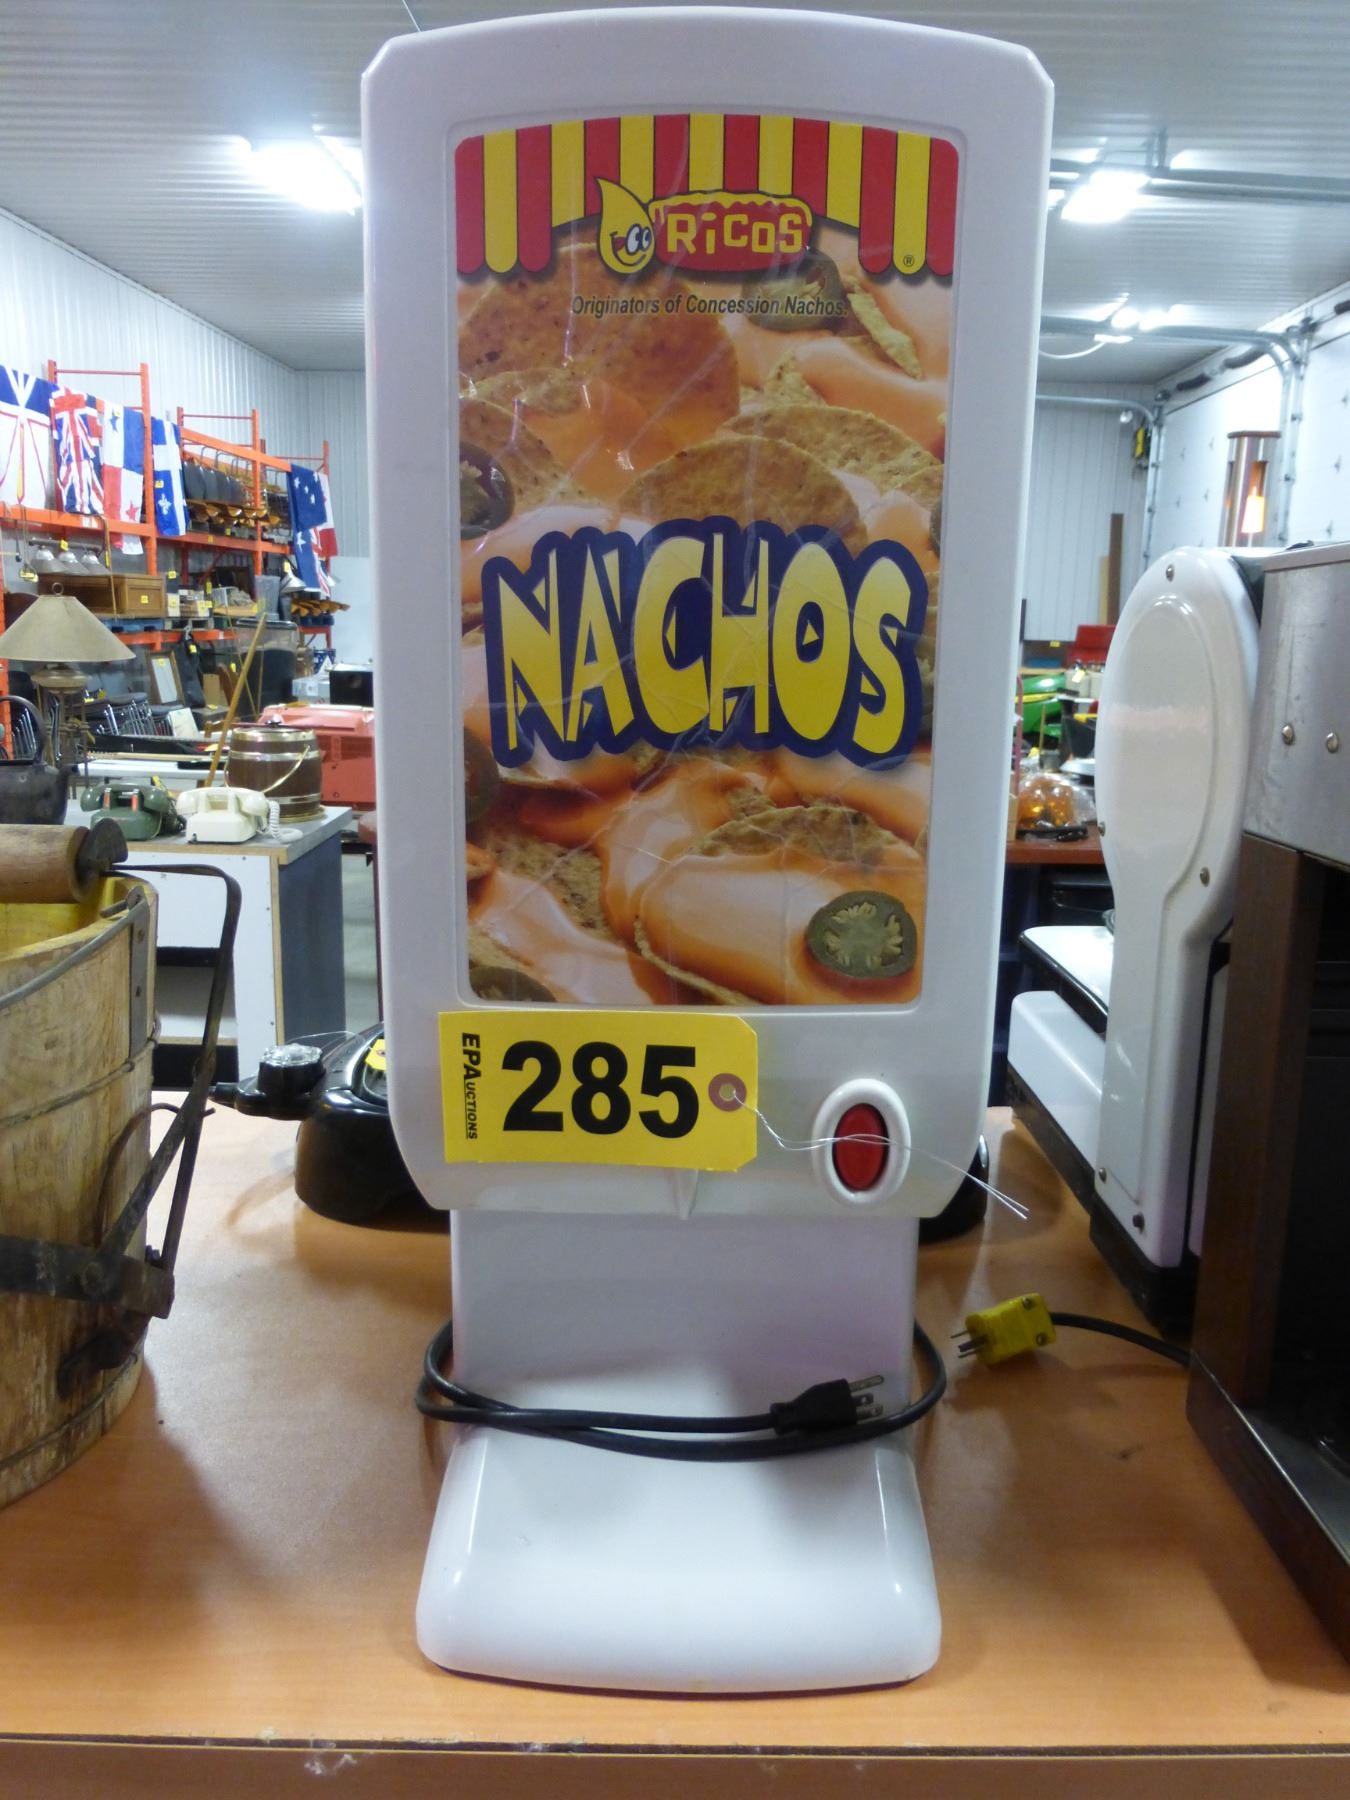 RiCOS
®
Originators of Concession Nachos.
NACHOS
EPAUCTIONS
285